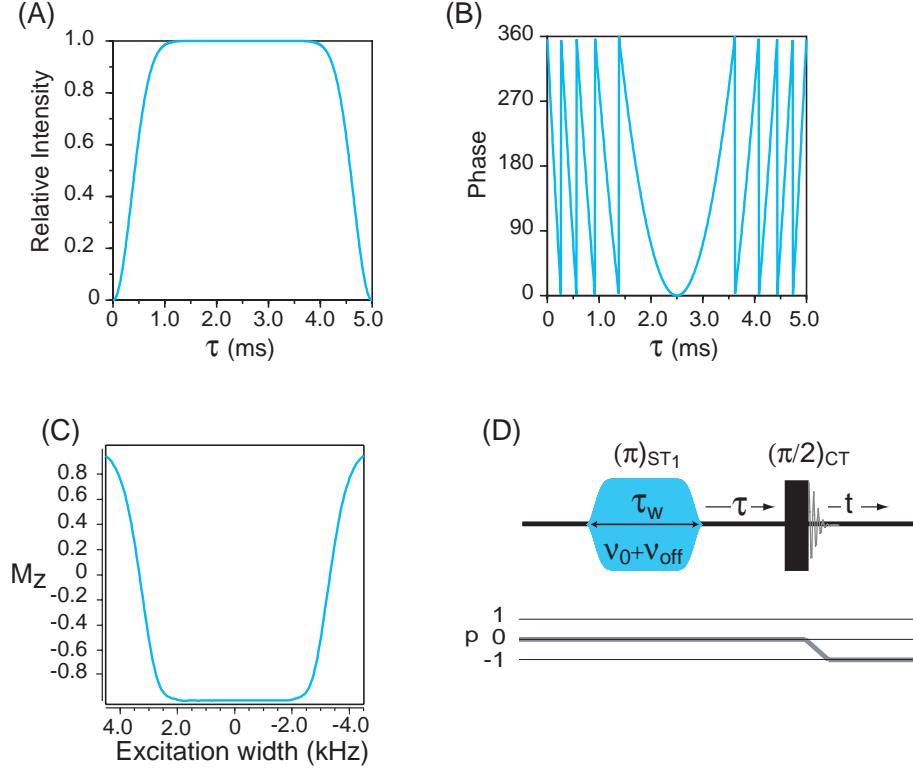 (A)
Relative Intensity
1.0
0.8
0.6
0.4
0.2
0
0 1.0 2.0 3.0 4.0 5.0
τ (ms)
(B)
Phase
360
270
180
90
0
0 1.0 2.0 3.0 4.0 5.0
τ (ms)
(C)
Mz
0.8
0.6
0.4
0.2
0
-0.2
-0.4
-0.6
-0.8
4.0 2.0 0 -2.0 -4.0
Excitation width (kHz)
(D)
(π)ST1 (π/2)CT
τw τ t
ν0+νoff
1
p 0
-1